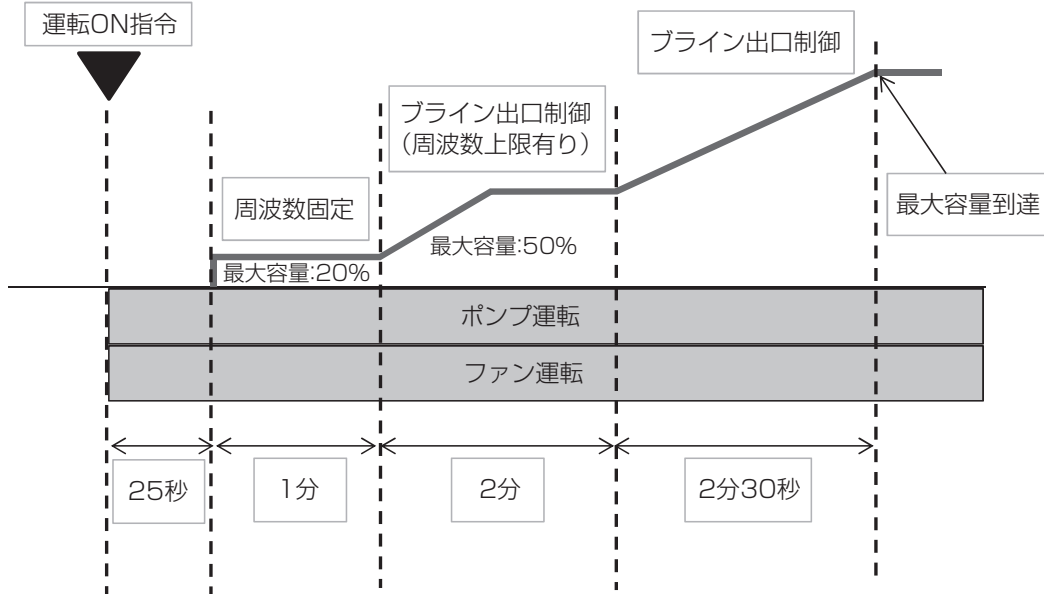 運転ON指令
ブライン出口制御
ブライン出口制御
（周波数上限有り）
周波数固定
最大容量到達
最大容量:50%
最大容量:20%
ポンプ運転
ファン運転
25秒
1分
2分
2分30秒